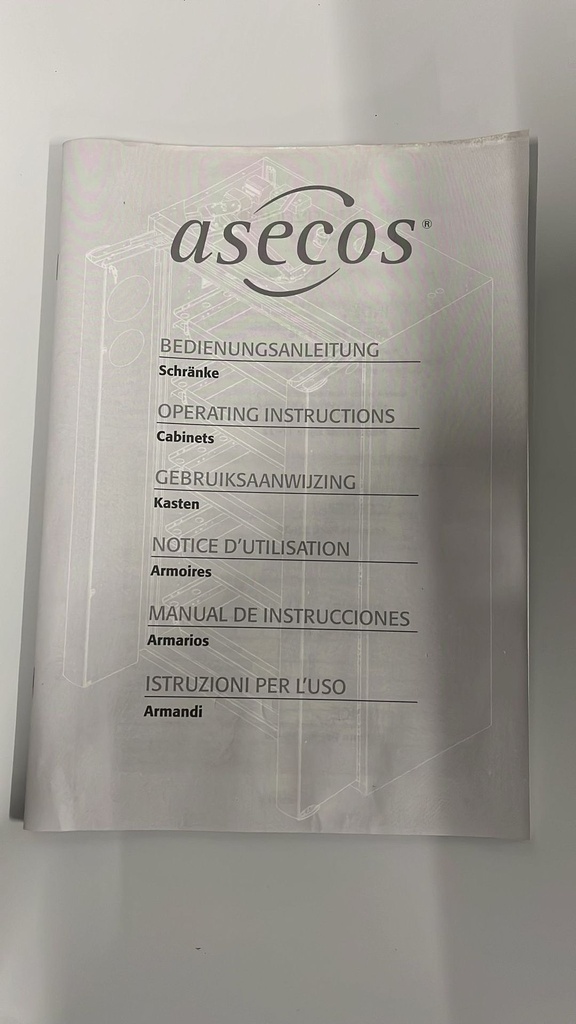 asecos®
BEDIENUNGSANLEITUNG
Schränke
OPERATING INSTRUCTIONS
Cabinets
GEBRUIKSAANWIJZING
Kasten
NOTICE D'UTILISATION
Armoires
MANUAL DE INSTRUCCIONES
Armarios
ISTRUZIONI PER L'USO
Armandi